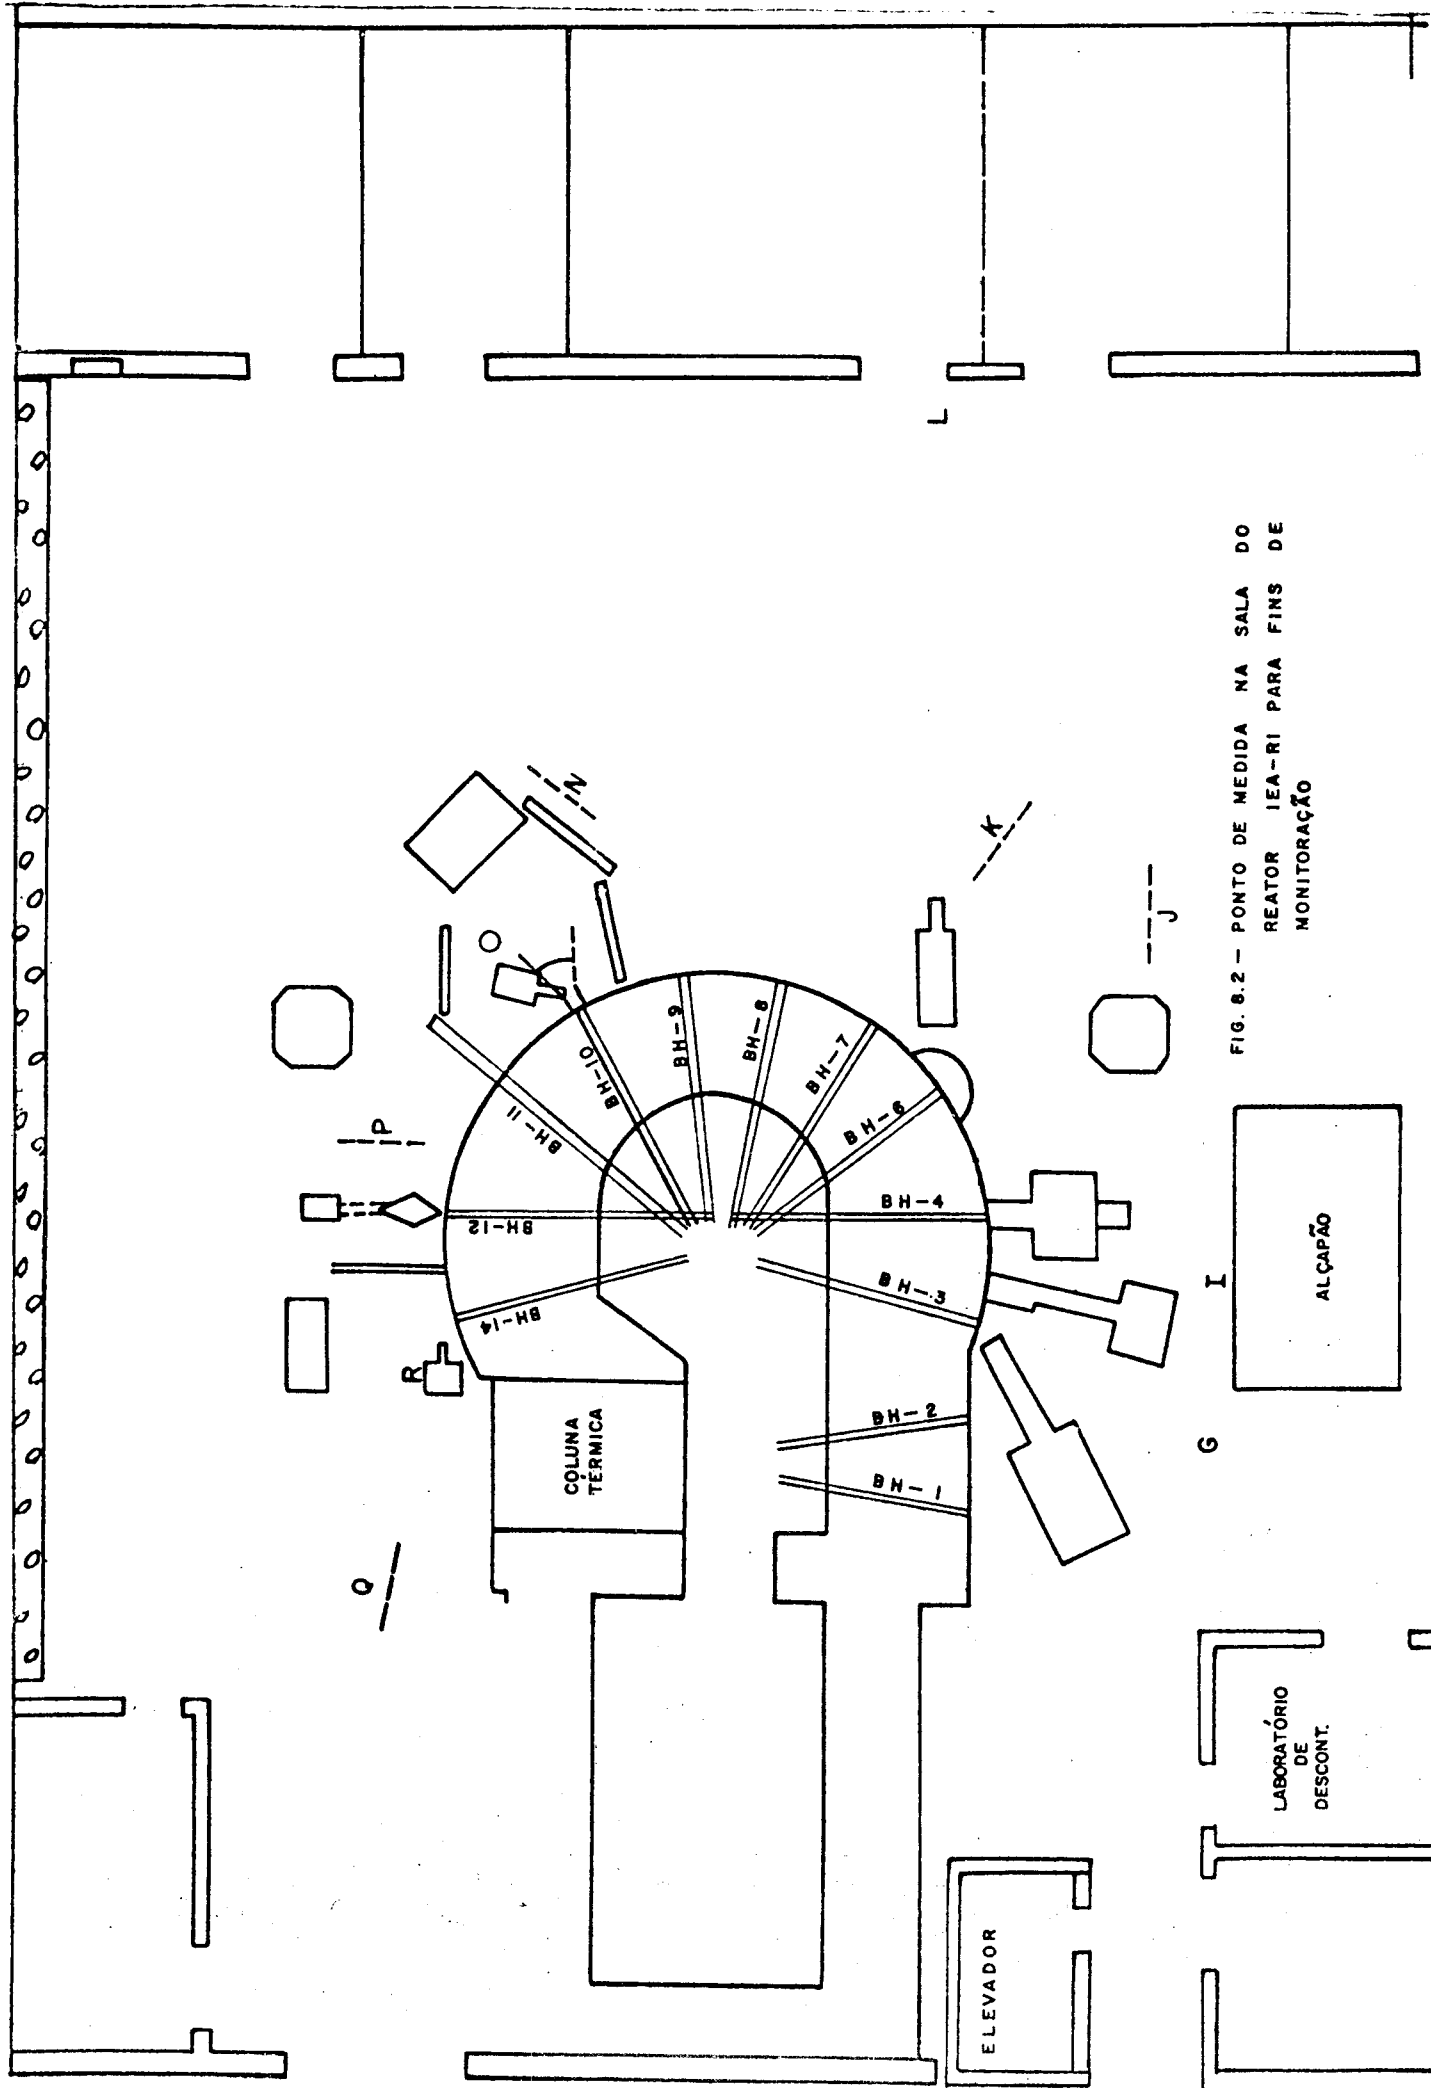 Q
R
P
O
N
COLUNA
TÉRMICA
BH-14
BH-12
BH-11
BH-10
BH-9
BH-8
BH-7
BH-6
BH-4
BH-3
BH-2
BH-1
L
K
J
I
G
ELEVADOR
LABORATÓRIO
DE
DESCONT.
ALÇAPÃO
FIG. 8.2 – PONTO DE MEDIDA NA SALA DO
REATOR IEA-R1 PARA FINS DE
MONITORAÇÃO